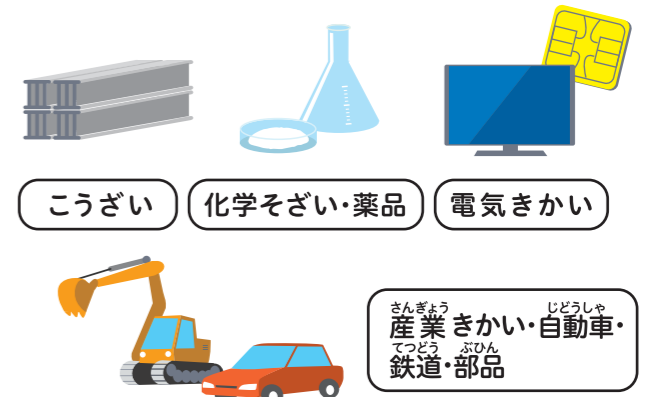 こうざい
化学そざい・薬品
電気きかい
さんぎょう じどうしゃ
産業きかい・自動車・
てつどう ぶひん
鉄道・部品